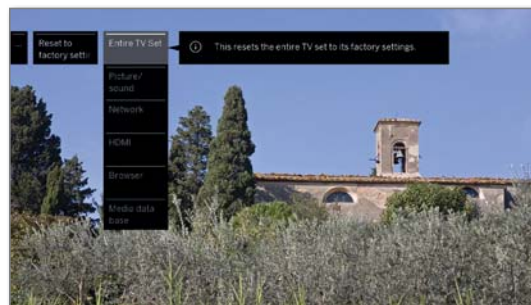 ...
Reset to
factory setti
Entire TV Set
This resets the entire TV set to its factory settings.
Picture/
sound
Network
HDMI
Browser
Media data
base